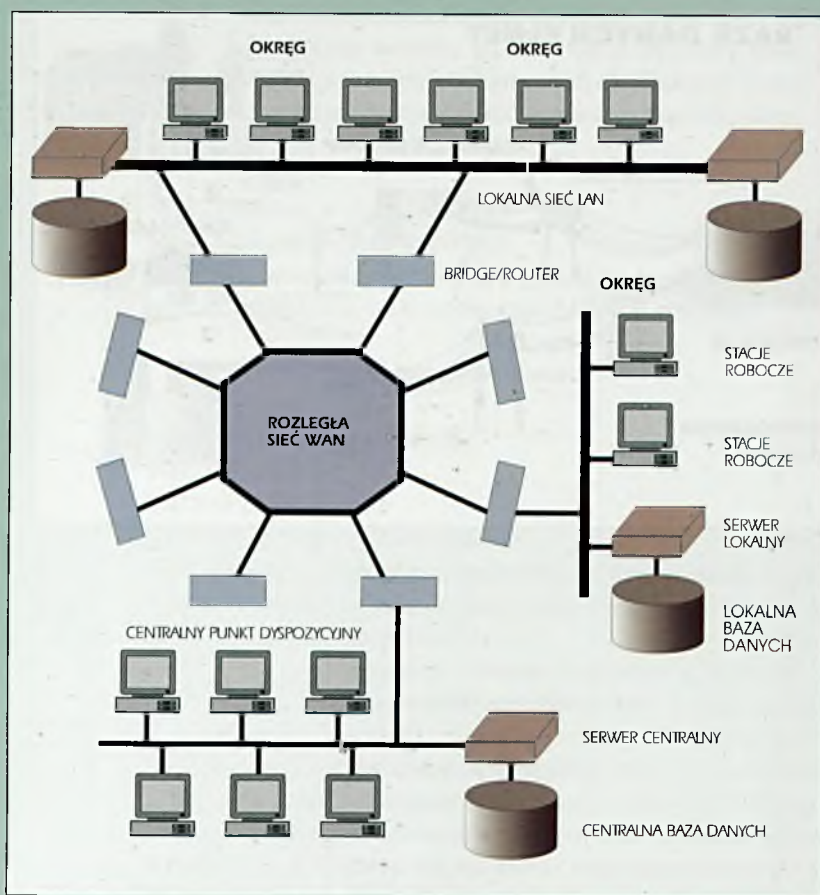 OKRĘG
OKRĘG
LOKALNA SIEĆ LAN
BRIDGE/ROUTER
OKRĘG
STACJE
ROBOCZE
ROZLEGŁA
SIEĆ WAN
STACJE
ROBOCZE
SERWER
LOKALNY
LOKALNA
BAZA
DANYCH
CENTRALNY PUNKT DYSPOZYCYJNY
SERWER CENTRALNY
CENTRALNA BAZA DANYCH